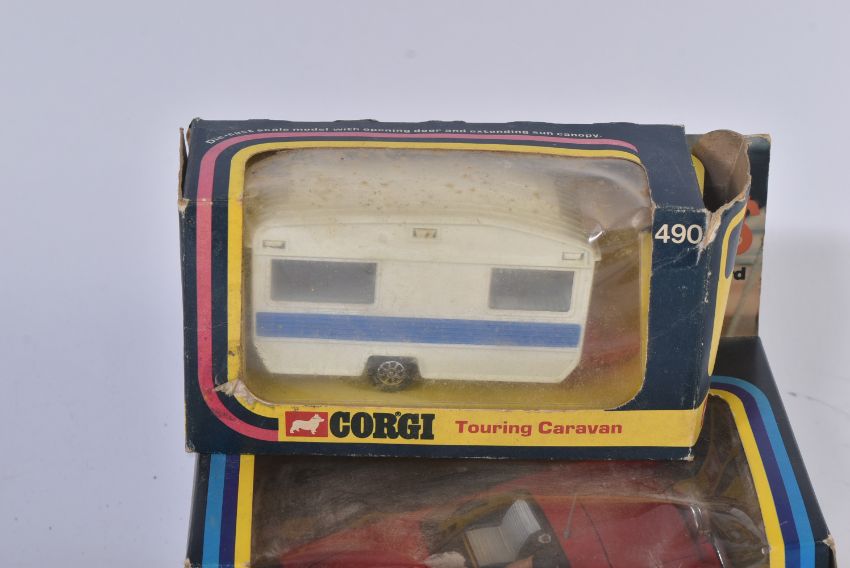 Die-cast scale model with opening door and extending sun canopy.
490
S
d
CORGI
Touring Caravan